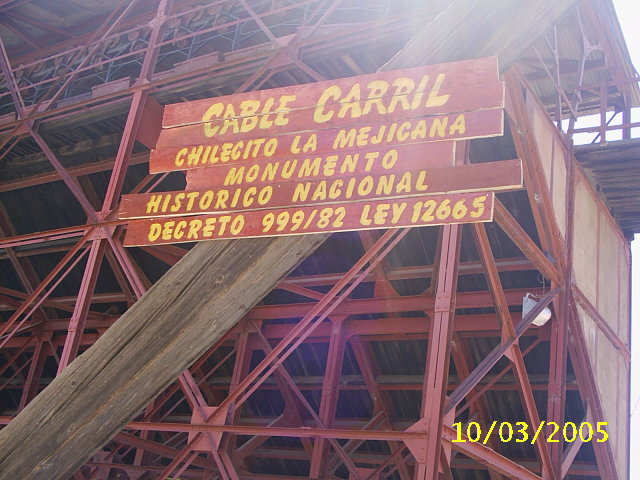 CABLE CARRIL
CHILECITO LA MEJICANA
MONUMENTO
HISTORICO NACIONAL
DECRETO 999/82 LEY 12665
10/03/2005